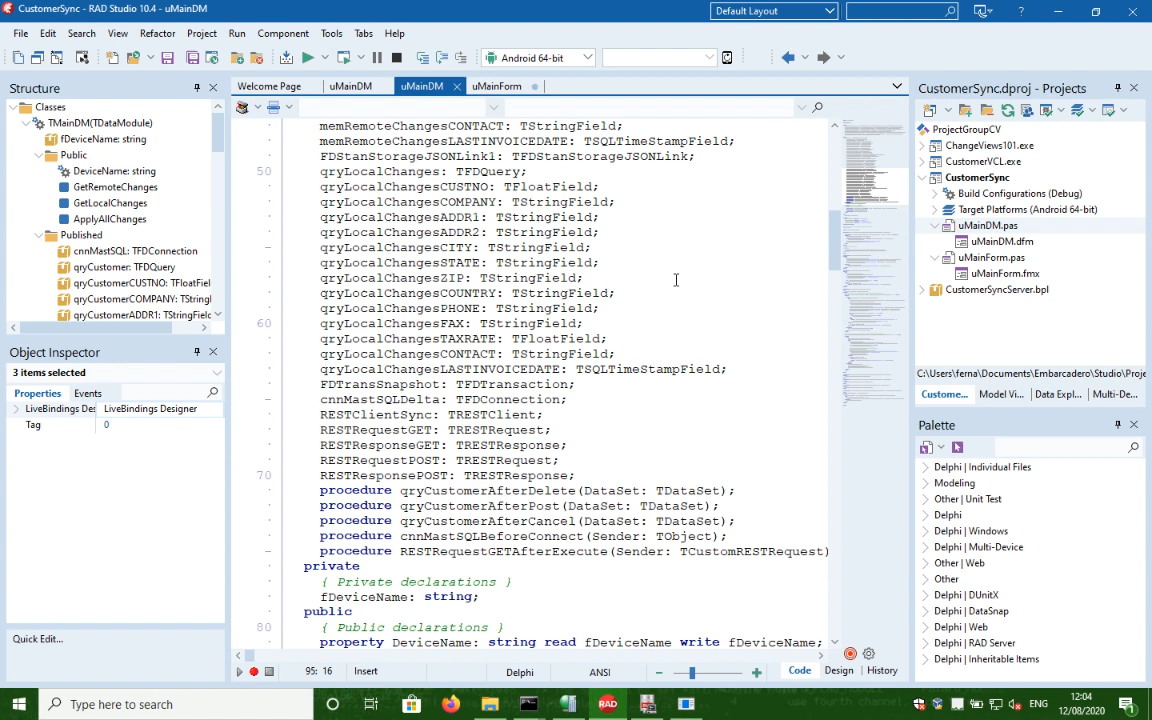 CustomerSync - RAD Studio 10.4 - uMainDM
Default Layout
File Edit Search View Refactor Project Run Component Tools Tabs Help
Android 64-bit
Structure
Classes
TMainDM(TDataModule)
fDeviceName: string
Public
DeviceName: string
GetRemoteChanges
GetLocalChanges
ApplyAllChanges
Published
cnnMastSQL: TFDConnection
qryCustomer: TFDQuery
qryCustomerCUSTNO: TFloatFiel
qryCustomerCOMPANY: TStringl
qryCustomerADDR1: TStringFielc
Object Inspector
3 items selected
Properties Events
LiveBindings Des LiveBindings Designer
Tag 0
Quick Edit...
Welcome Page uMainDM uMainDM uMainForm
memRemoteChangesCONTACT: TStringField;
memRemoteChangesLASTINVOICEDATE: TSQLTimeStampField;
FDStanStorageJSONLink1: TFDStanStorageJSONLink;
50 qryLocalChanges: TFDQuery;
qryLocalChangesCUSTNO: TFloatField;
qryLocalChangesCOMPANY: TStringField;
qryLocalChangesADDR1: TStringField;
qryLocalChangesADDR2: TStringField;
qryLocalChangesCITY: TStringField;
qryLocalChangesSTATE: TStringField;
qryLocalChangesZIP: TStringField;
qryLocalChangesCOUNTRY: TStringField;
qryLocalChangesPHONE: TStringField;
60 qryLocalChangesFAX: TStringField;
qryLocalChangesTAXRATE: TFloatField;
qryLocalChangesCONTACT: TStringField;
qryLocalChangesLASTINVOICEDATE: TSQLTimeStampField;
FDTransSnapshot: TFDTransaction;
cnnMastSQLDelta: TFDConnection;
RESTClientSync: TRESTClient;
RESTRequestGET: TRESTRequest;
RESTResponseGET: TRESTResponse;
RESTRequestPOST: TRESTRequest;
70 RESTResponsePOST: TRESTResponse;
procedure qryCustomerAfterDelete(DataSet: TDataSet);
procedure qryCustomerAfterPost(DataSet: TDataSet);
procedure qryCustomerAfterCancel(DataSet: TDataSet);
procedure cnnMastSQLBeforeConnect(Sender: TObject);
procedure RESTRequestGETAfterExecute(Sender: TCustomRESTRequest)
private
{ Private declarations }
fDeviceName: string;
public
80 { Public declarations }
property DeviceName: string read fDeviceName write fDeviceName;
95: 16 Insert Delphi ANSI Code Design History
CustomerSync.dproj - Projects
ProjectGroupCV
ChangeViews101.exe
CustomerVCL.exe
CustomerSync
Build Configurations (Debug)
Target Platforms (Android 64-bit)
uMainDM.pas
uMainDM.dfm
uMainForm.pas
uMainForm.fmx
CustomerSyncServer.bpl
C:\Users\ferna\Documents\Embarcadero\Studio\Proje
Custome... Model Vi... Data Expl... Multi-De...
Palette
Delphi | Individual Files
Modeling
Other | Unit Test
Delphi
Delphi | Windows
Delphi | Multi-Device
Other | Web
Other
Delphi | DUnitX
Delphi | DataSnap
Delphi | Web
Delphi | RAD Server
Delphi | Inheritable Items
Type here to search
RAD
ENG
12:04
12/08/2020
1